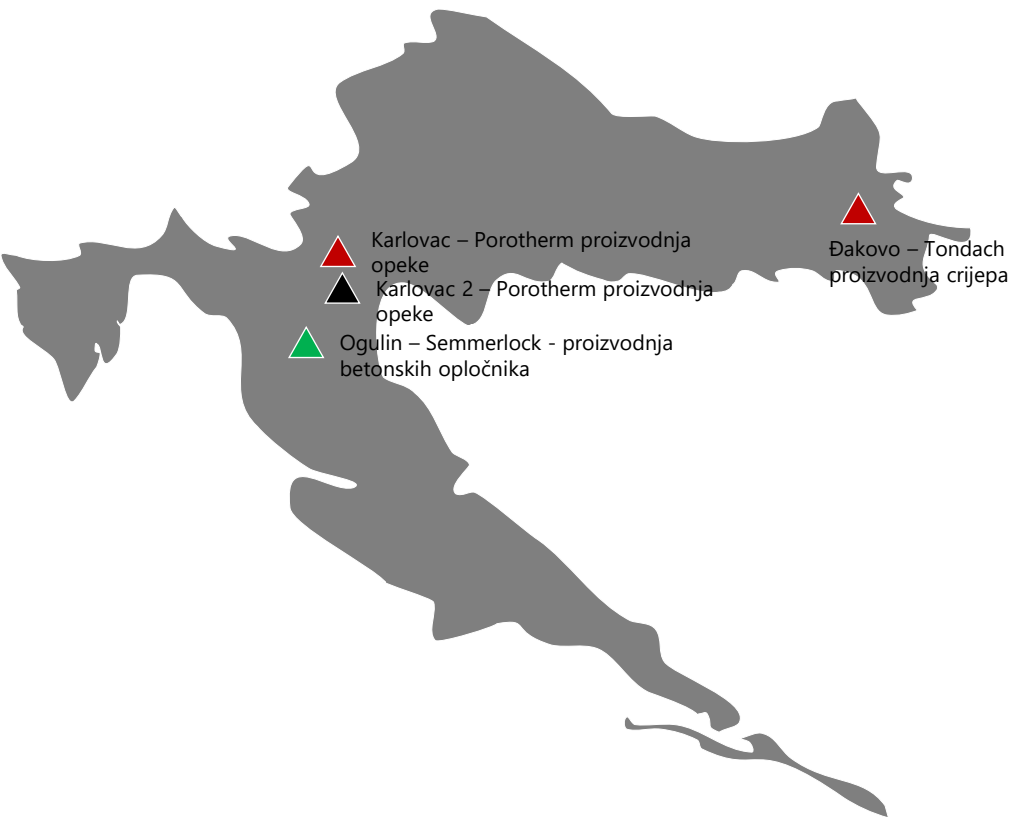 Karlovac – Porotherm proizvodnja
opeke
Karlovac 2 – Porotherm proizvodnja
opeke
Ogulin – Semmerlock - proizvodnja
betonskih opločnika
Đakovo – Tondach
proizvodnja crijepa